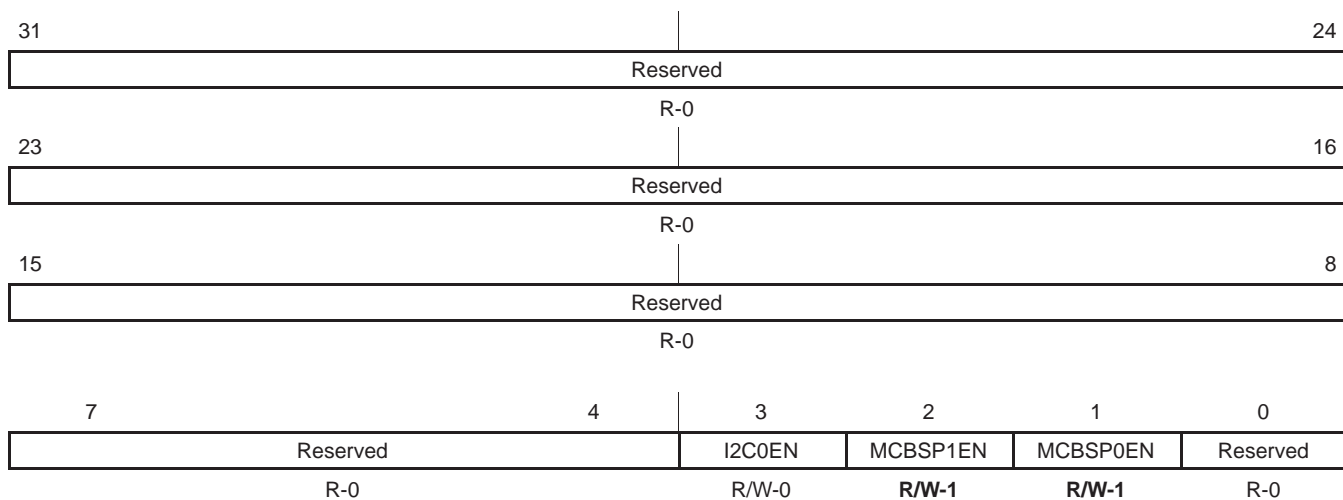 31 24
Reserved
R-0
23 16
Reserved
R-0
15 8
Reserved
R-0
7 4 3 2 1 0
Reserved I2C0EN MCBSP1EN MCBSP0EN Reserved
R-0 R/W-0 R/W-1 R/W-1 R-0